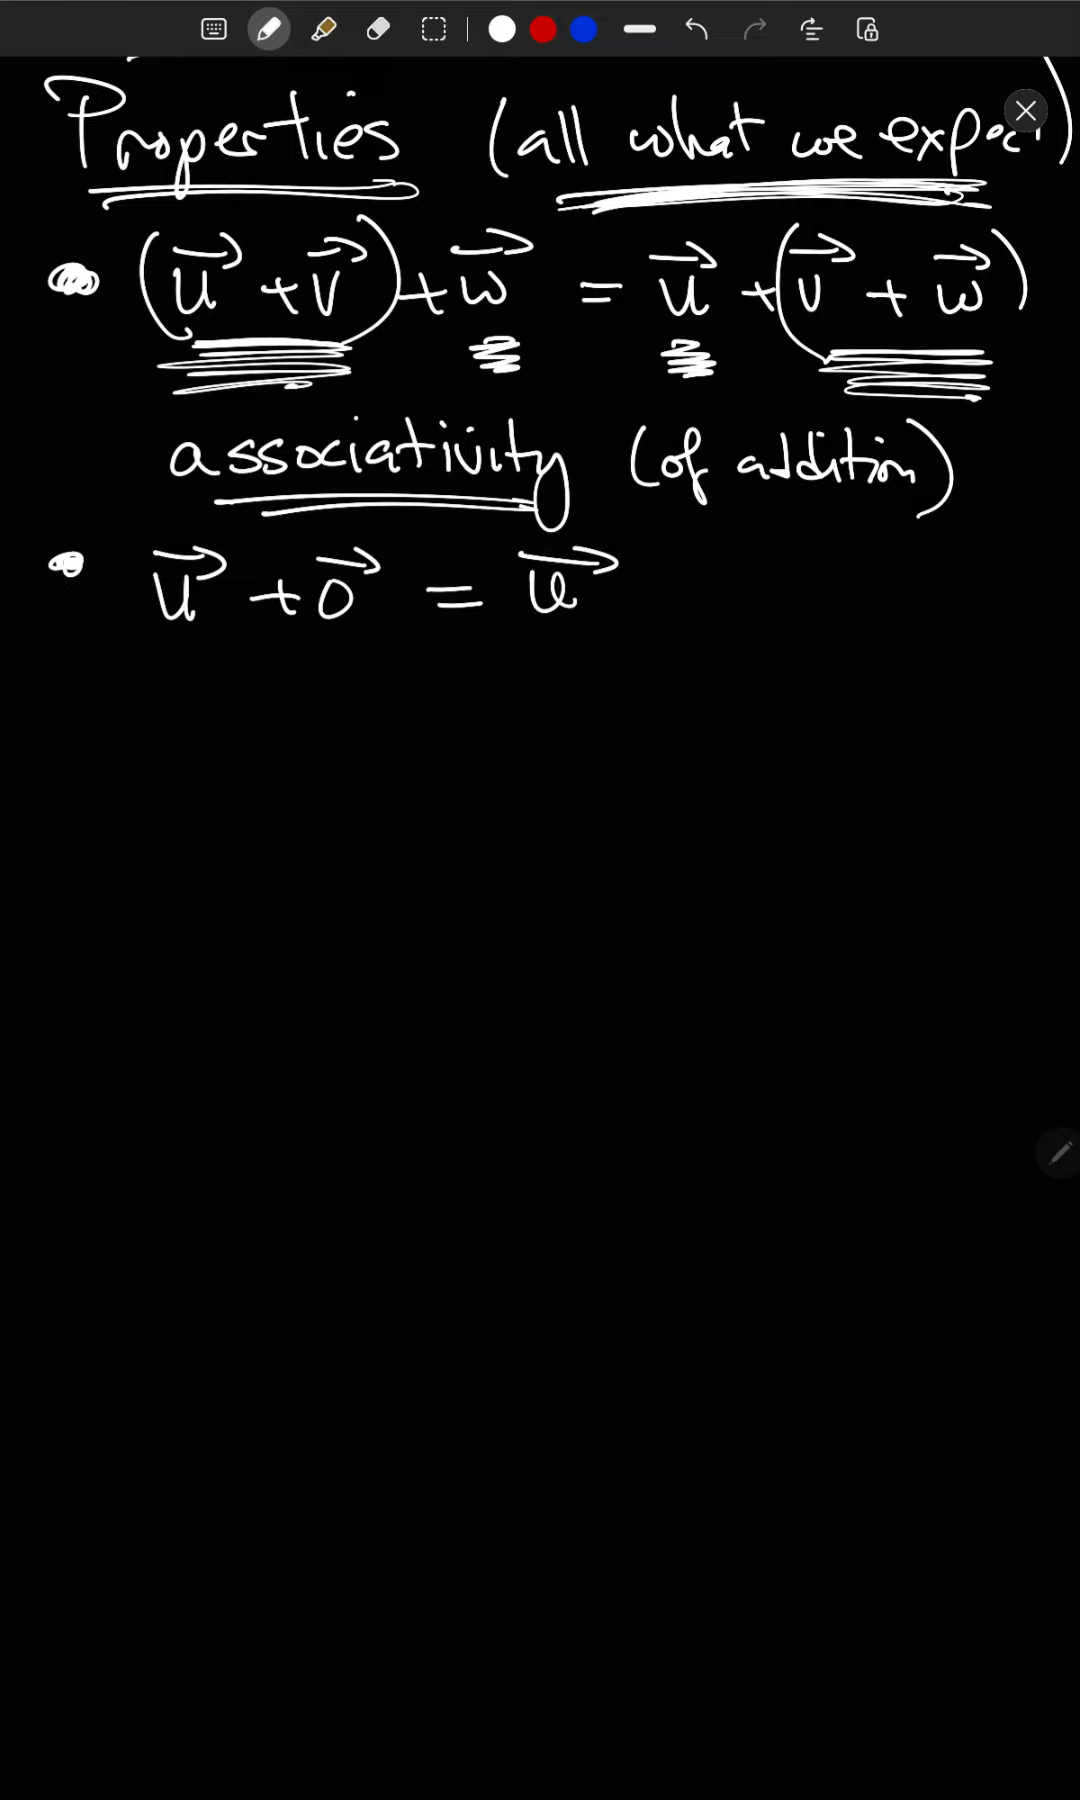 Properties (all what we expect)
• (u⃗ + v⃗) + w⃗ = u⃗ + (v⃗ + w⃗)
associativity (of addition)
• u⃗ + 0⃗ = u⃗